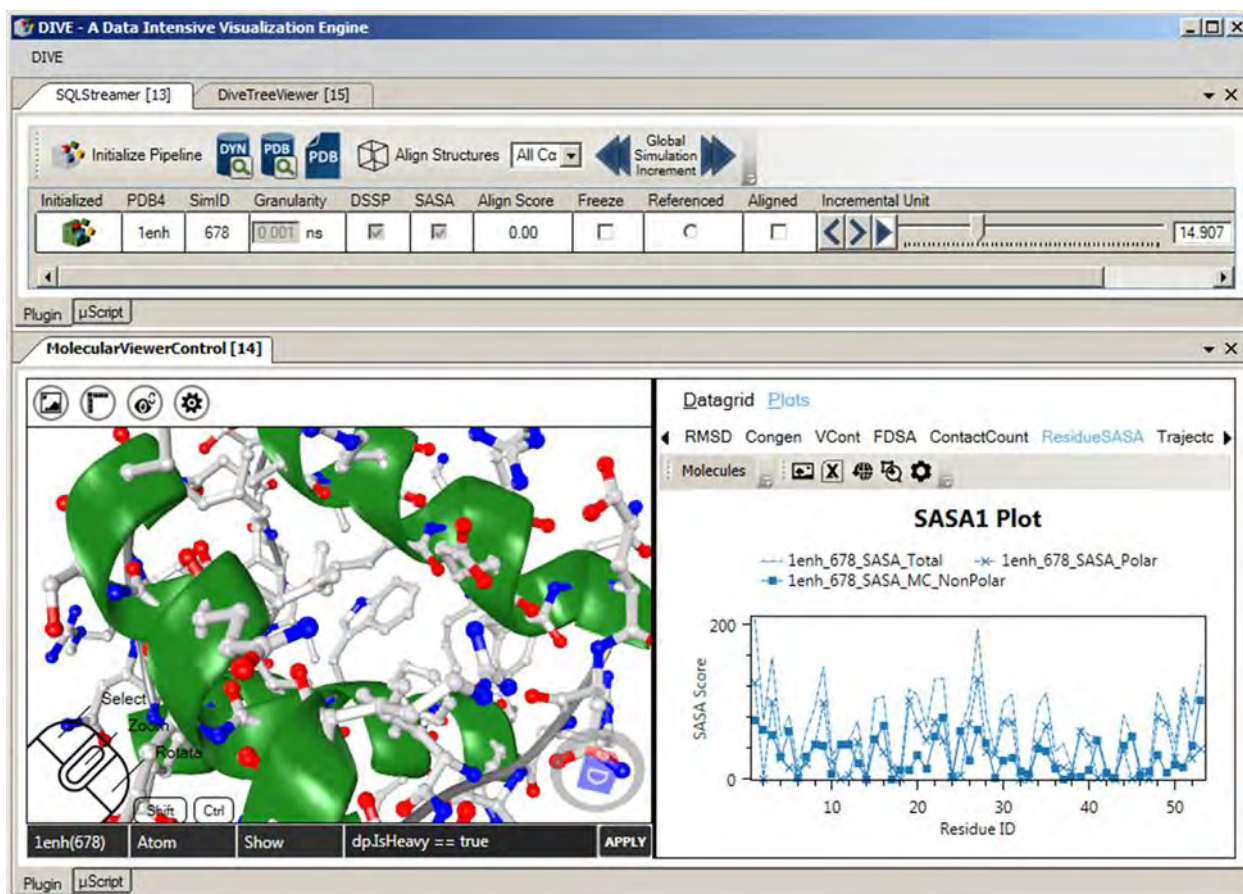 DIVE - A Data Intensive Visualization Engine
DIVE
SQLStreamer [13] DiveTreeViewer [15]
Initialize Pipeline DYN PDB PDB Align Structures All Cα Global Simulation Increment
Initialized PDB4 SimID Granularity DSSP SASA Align Score Freeze Referenced Aligned Incremental Unit
1enh 678 0.001 ns 0.00 14.907
Plugin µScript
MolecularViewerControl [14]
Datagrid Plots
RMSD Congen VCont FDSA ContactCount ResidueSASA Trajectc
Molecules
SASA1 Plot
1enh_678_SASA_Total 1enh_678_SASA_Polar
1enh_678_SASA_MC_NonPolar
200
SASA Score
0
10 20 30 40 50
Residue ID
Select
Zoom
Rotate
Shift Ctrl
D
1enh(678) Atom Show dp.IsHeavy == true APPLY
Plugin µScript